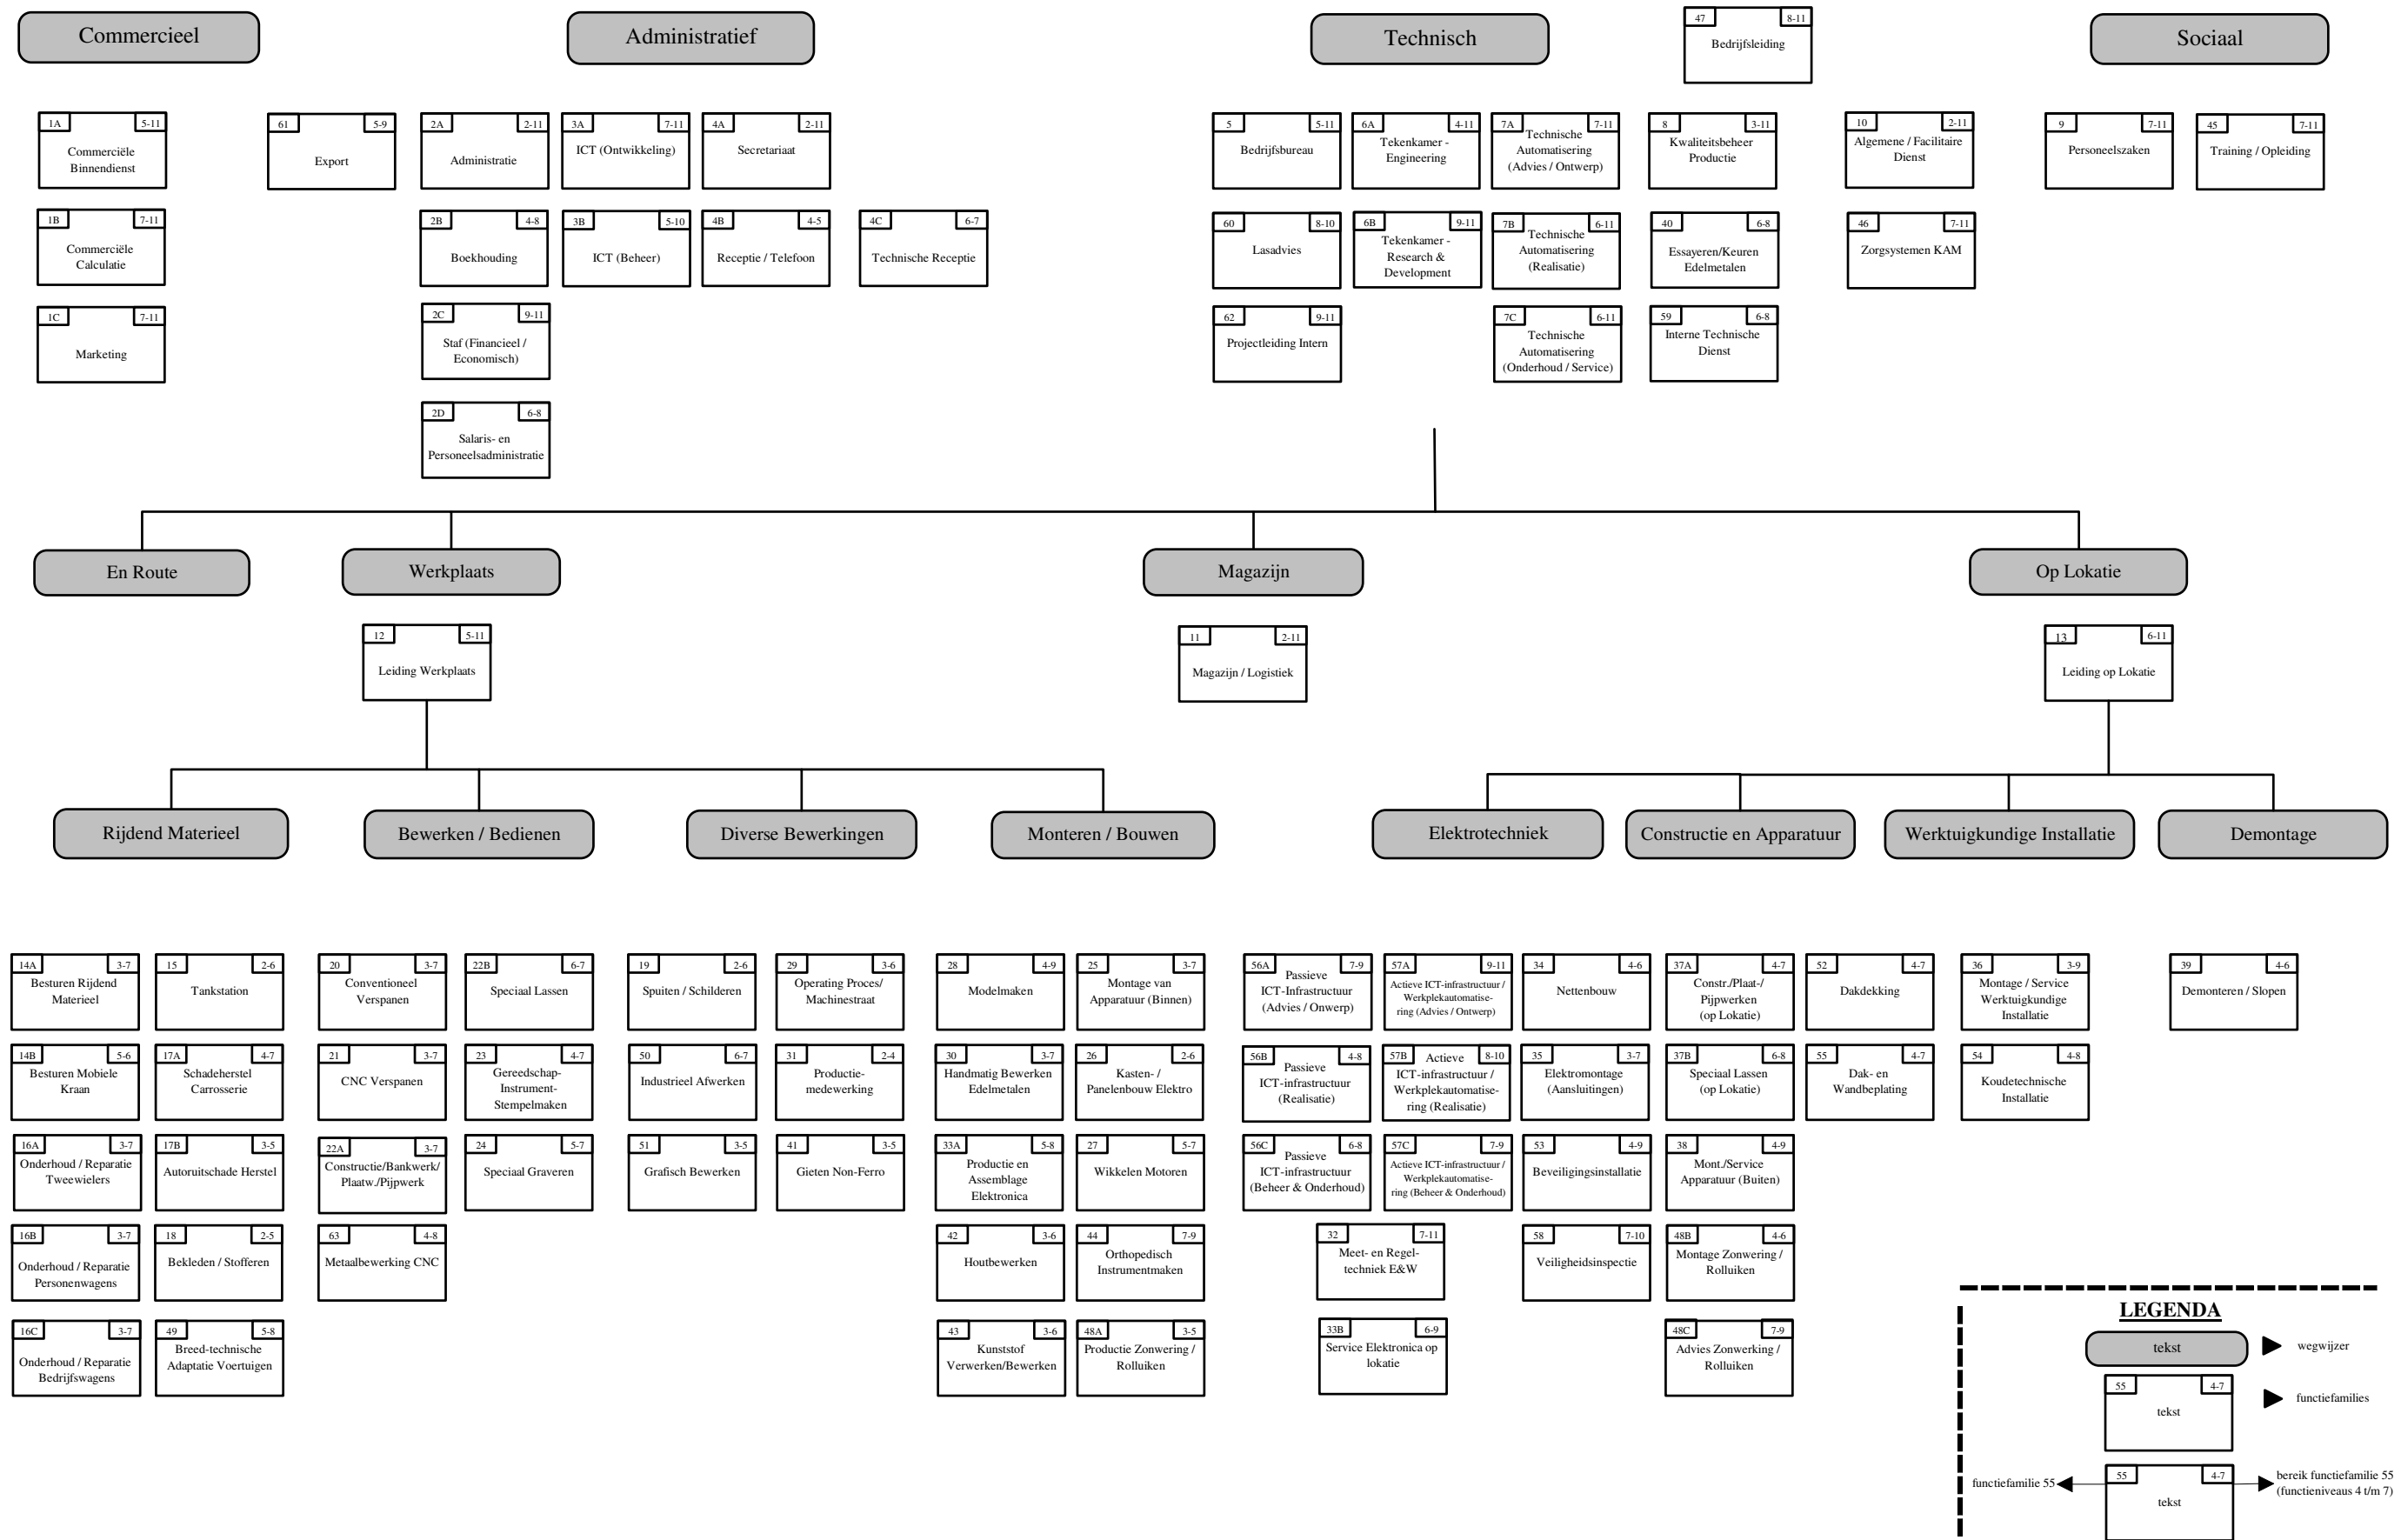 Commercieel
Administratief
Technisch
47 8-11
Bedrijfsleiding
Sociaal
1A 5-11
Commerciële
Binnendienst
61 5-9
Export
2A 2-11
Administratie
3A 7-11
ICT (Ontwikkeling)
4A 2-11
Secretariaat
5 5-11
Bedrijfsbureau
6A 4-11
Tekenkamer -
Engineering
7A 7-11
Technische
Automatisering
(Advies / Ontwerp)
8 3-11
Kwaliteitsbeheer
Productie
10 2-11
Algemene / Facilitaire
Dienst
9 7-11
Personeelszaken
45 7-11
Training / Opleiding
1B 7-11
Commerciële
Calculatie
2B 4-8
Boekhouding
3B 5-10
ICT (Beheer)
4B 4-5
Receptie / Telefoon
4C 6-7
Technische Receptie
60 8-10
Lasadvies
6B 9-11
Tekenkamer -
Research &
Development
7B 6-11
Technische
Automatisering
(Realisatie)
40 6-8
Essayeren/Keuren
Edelmetalen
46 7-11
Zorgsystemen KAM
1C 7-11
Marketing
2C 9-11
Staf (Financieel /
Economisch)
62 9-11
Projectleiding Intern
7C 6-11
Technische
Automatisering
(Onderhoud / Service)
59 6-8
Interne Technische
Dienst
2D 6-8
Salaris- en
Personeelsadministratie
En Route
Werkplaats
Magazijn
Op Lokatie
12 5-11
Leiding Werkplaats
11 2-11
Magazijn / Logistiek
13 6-11
Leiding op Lokatie
Rijdend Materieel
Bewerken / Bedienen
Diverse Bewerkingen
Monteren / Bouwen
Elektrotechniek
Constructie en Apparatuur
Werktuigkundige Installatie
Demontage
14A 3-7
Besturen Rijdend
Materieel
15 2-6
Tankstation
20 3-7
Conventioneel
Verspanen
22B 6-7
Speciaal Lassen
19 2-6
Spuiten / Schilderen
29 3-6
Operating Proces/
Machinestraat
28 4-9
Modelmaken
25 3-7
Montage van
Apparatuur (Binnen)
56A 7-9
Passieve
ICT-Infrastructuur
(Advies / Onwerp)
57A 9-11
Actieve ICT-infrastructuur /
Werkplekautomatise-
ring (Advies / Ontwerp)
34 4-6
Nettenbouw
37A 4-7
Constr./Plaat-/
Pijpwerken
(op Lokatie)
52 4-7
Dakdekking
36 3-9
Montage / Service
Werktuigkundige
Installatie
39 4-6
Demonteren / Slopen
14B 5-6
Besturen Mobiele
Kraan
17A 4-7
Schadeherstel
Carrosserie
21 3-7
CNC Verspanen
23 4-7
Gereedschap-
Instrument-
Stempelmaken
50 6-7
Industrieel Afwerken
31 2-4
Productie-
medewerking
30 3-7
Handmatig Bewerken
Edelmetalen
26 2-6
Kasten- /
Panelenbouw Elektro
56B 4-8
Passieve
ICT-infrastructuur
(Realisatie)
57B 8-10
Actieve
ICT-infrastructuur /
Werkplekautomatise-
ring (Realisatie)
35 3-7
Elektromontage
(Aansluitingen)
37B 6-8
Speciaal Lassen
(op Lokatie)
55 4-7
Dak- en
Wandbeplating
54 4-8
Koudetechnische
Installatie
16A 3-7
Onderhoud / Reparatie
Tweewielers
17B 3-5
Autoruitschade Herstel
22A 3-7
Constructie/Bankwerk/
Plaatw./Pijpwerk
24 5-7
Speciaal Graveren
51 3-5
Grafisch Bewerken
41 3-5
Gieten Non-Ferro
33A 5-8
Productie en
Assemblage
Elektronica
27 5-7
Wikkelen Motoren
56C 6-8
Passieve
ICT-infrastructuur
(Beheer & Onderhoud)
57C 7-9
Actieve ICT-infrastructuur /
Werkplekautomatise-
ring (Beheer & Onderhoud)
53 4-9
Beveiligingsinstallatie
38 4-9
Mont./Service
Apparatuur (Buiten)
16B 3-7
Onderhoud / Reparatie
Personenwagens
18 2-5
Bekleden / Stofferen
63 4-8
Metaalbewerking CNC
42 3-6
Houtbewerken
44 7-9
Orthopedisch
Instrumentmaken
32 7-11
Meet- en Regel-
techniek E&W
58 7-10
Veiligheidsinspectie
48B 4-6
Montage Zonwering /
Rolluiken
16C 3-7
Onderhoud / Reparatie
Bedrijfswagens
49 5-8
Breed-technische
Adaptatie Voertuigen
43 3-6
Kunststof
Verwerken/Bewerken
48A 3-5
Productie Zonwering /
Rolluiken
33B 6-9
Service Elektronica op
lokatie
48C 7-9
Advies Zonwerking /
Rolluiken
LEGENDA
tekst
wegwijzer
55 4-7
tekst
functiefamilies
functiefamilie 55
55 4-7
tekst
bereik functiefamilie 55
(functieniveaus 4 t/m 7)